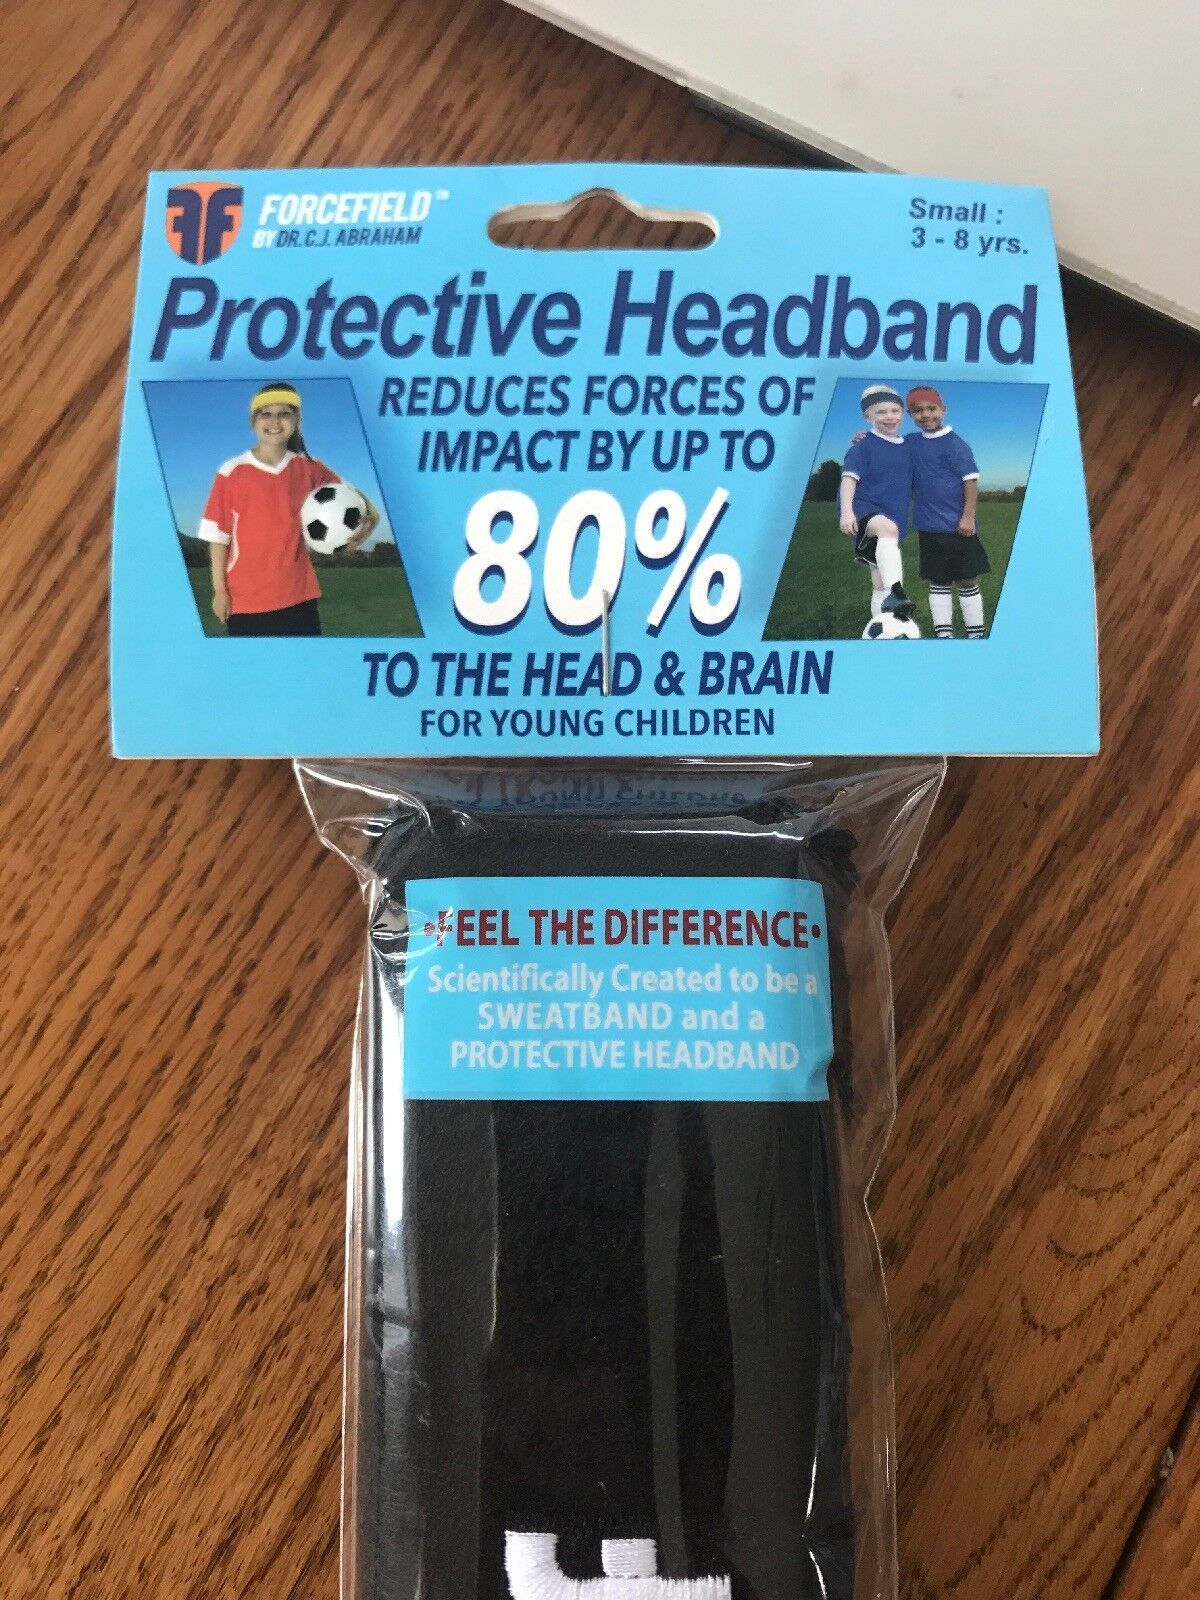 FORCEFIELD™
BY DR. C.J. ABRAHAM
Small :
3 - 8 yrs.
Protective Headband
REDUCES FORCES OF
IMPACT BY UP TO
80%
TO THE HEAD & BRAIN
FOR YOUNG CHILDREN
•FEEL THE DIFFERENCE•
Scientifically Created to be a
SWEATBAND and a
PROTECTIVE HEADBAND